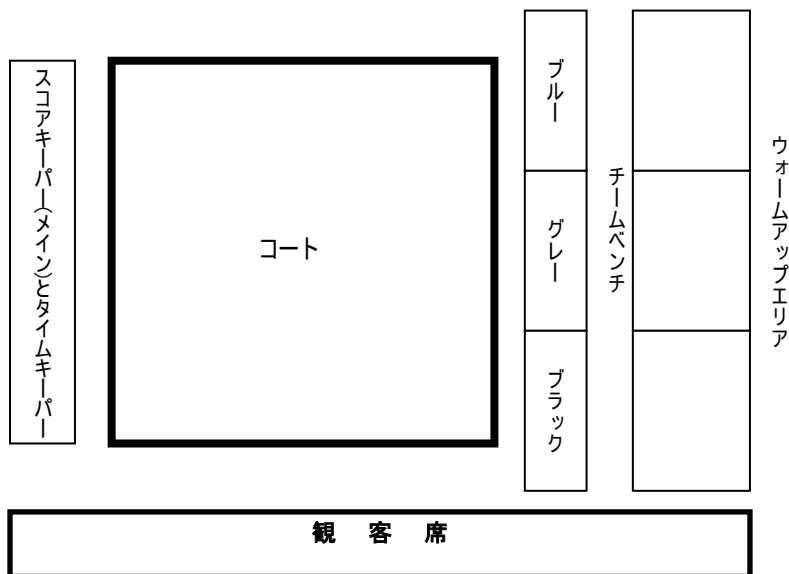 スコアキーパー(メイン)とタイムキーパー
コート
ブルー
グレー
ブラック
チームベンチ
ウォームアップエリア
観客席